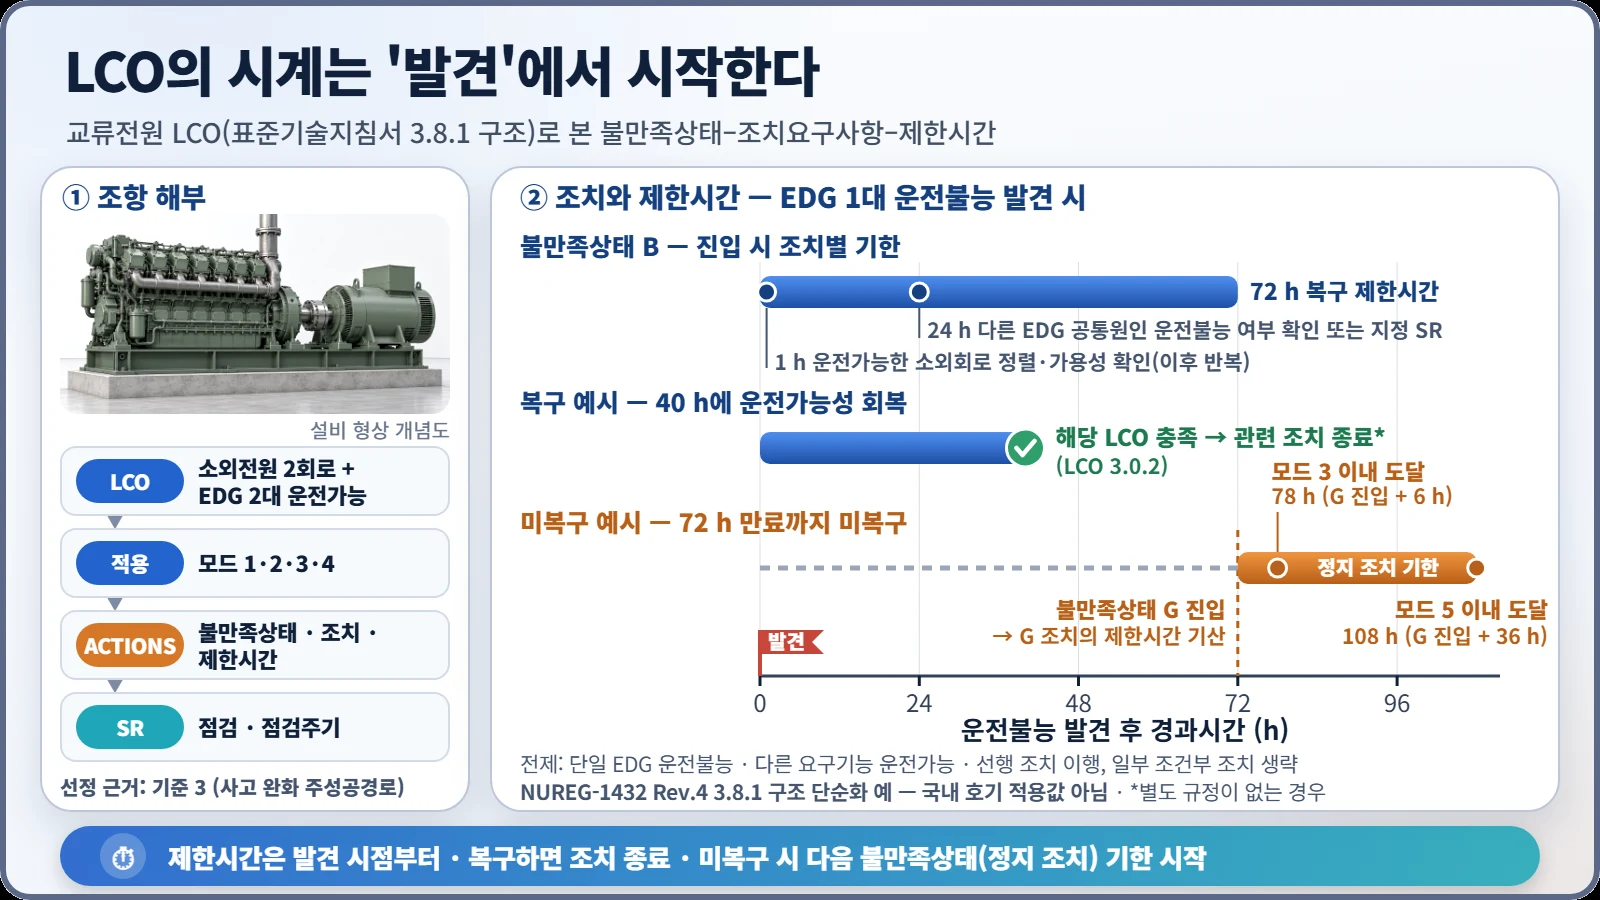 LCO의 시계는 '발견'에서 시작한다
교류전원 LCO(표준기술지침서 3.8.1 구조)로 본 불만족상태–조치요구사항–제한시간
① 조항 해부
설비 형상 개념도
LCO
소외전원 2회로 +
EDG 2대 운전가능
적용
모드 1·2·3·4
ACTIONS
불만족상태 · 조치 ·
제한시간
SR
점검 · 점검주기
선정 근거: 기준 3 (사고 완화 주성공경로)
② 조치와 제한시간 — EDG 1대 운전불능 발견 시
불만족상태 B — 진입 시 조치별 기한
72 h 복구 제한시간
24 h 다른 EDG 공통원인 운전불능 여부 확인 또는 지정 SR
1 h 운전가능한 소외회로 정렬·가용성 확인(이후 반복)
복구 예시 — 40 h에 운전가능성 회복
해당 LCO 충족 → 관련 조치 종료*
(LCO 3.0.2)
모드 3 이내 도달
78 h (G 진입 + 6 h)
미복구 예시 — 72 h 만료까지 미복구
정지 조치 기한
불만족상태 G 진입
→ G 조치의 제한시간 기산
모드 5 이내 도달
108 h (G 진입 + 36 h)
발견
0 24 48 72 96
운전불능 발견 후 경과시간 (h)
전제: 단일 EDG 운전불능 · 다른 요구기능 운전가능 · 선행 조치 이행, 일부 조건부 조치 생략
NUREG-1432 Rev.4 3.8.1 구조 단순화 예 — 국내 호기 적용값 아님 · *별도 규정이 없는 경우
제한시간은 발견 시점부터 · 복구하면 조치 종료 · 미복구 시 다음 불만족상태(정지 조치) 기한 시작